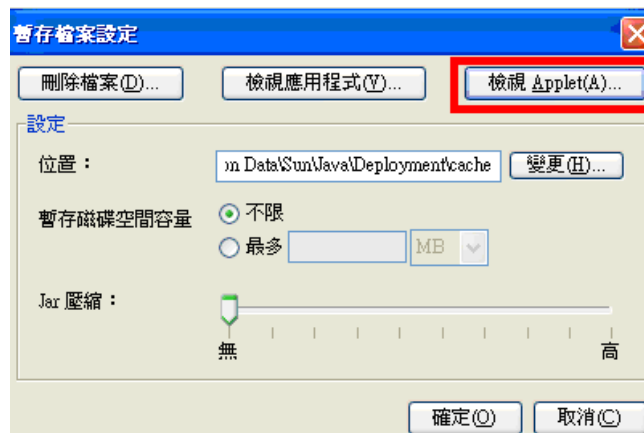 暫存檔案設定
刪除檔案(D)... 檢視應用程式(V)... 檢視 Applet(A)...
設定
位置： on Data\Sun\Java\Deployment\cache 變更(H)...
暫存磁碟空間容量 不限
最多 MB
Jar 壓縮：
無 高
確定(O) 取消(C)